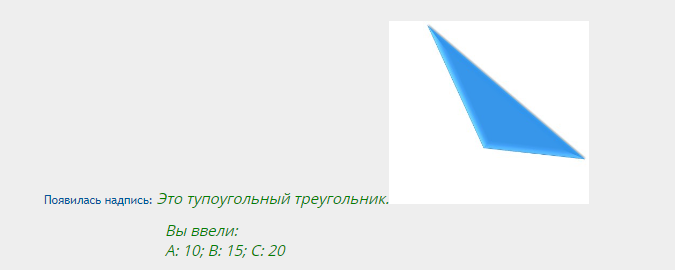 Появилась надпись: Это тупоугольный треугольник.
Вы ввели:
A: 10; B: 15; C: 20